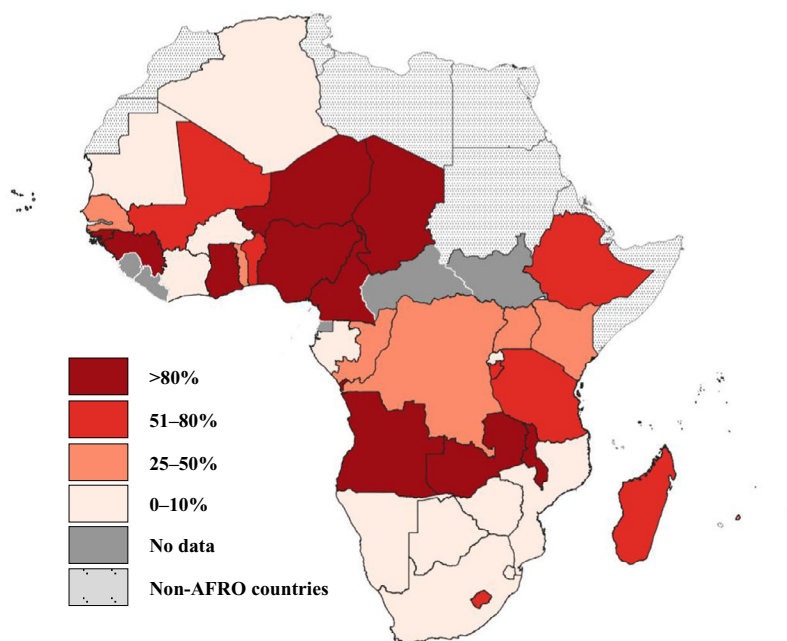 >80%
51–80%
25–50%
0–10%
No data
Non-AFRO countries